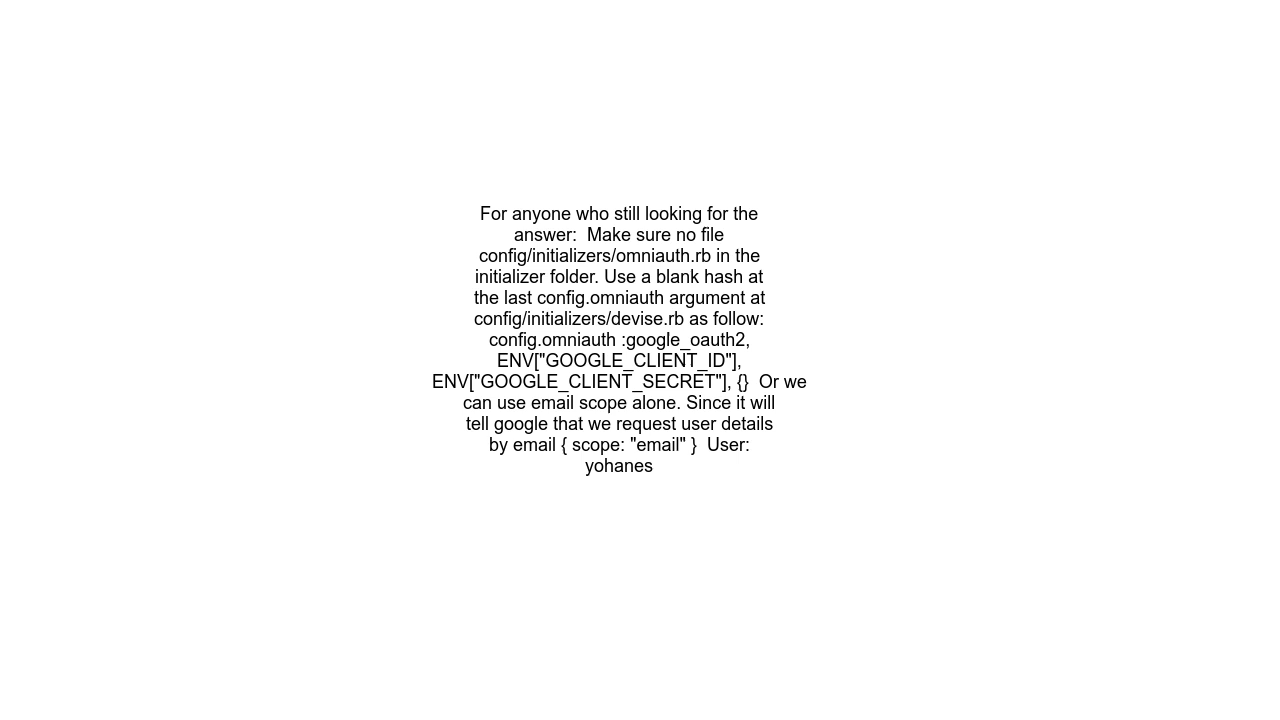 For anyone who still looking for the
answer:  Make sure no file
config/initializers/omniauth.rb in the
initializer folder. Use a blank hash at
the last config.omniauth argument at
config/initializers/devise.rb as follow:
config.omniauth :google_oauth2,
ENV["GOOGLE_CLIENT_ID"],
ENV["GOOGLE_CLIENT_SECRET"], {}  Or we
can use email scope alone. Since it will
tell google that we request user details
by email { scope: "email" }  User:
yohanes